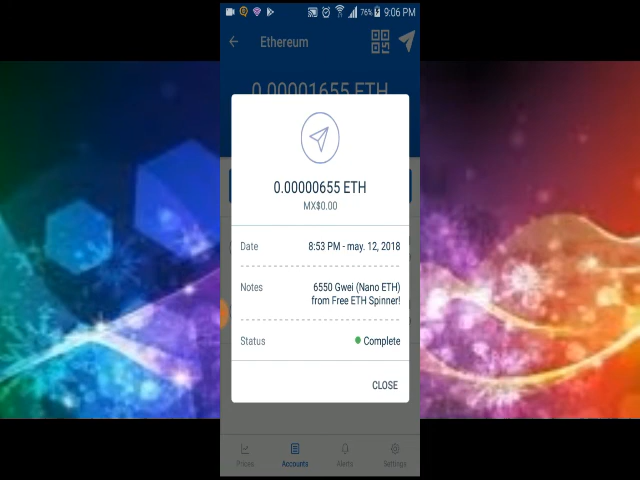 76% 9:06 PM
Ethereum
0.00001655 ETH
0.00000655 ETH
MX$0.00
Date 8:53 PM - may. 12, 2018
Notes 6550 Gwei (Nano ETH)
from Free ETH Spinner!
Status Complete
CLOSE
Prices Accounts Alerts Settings